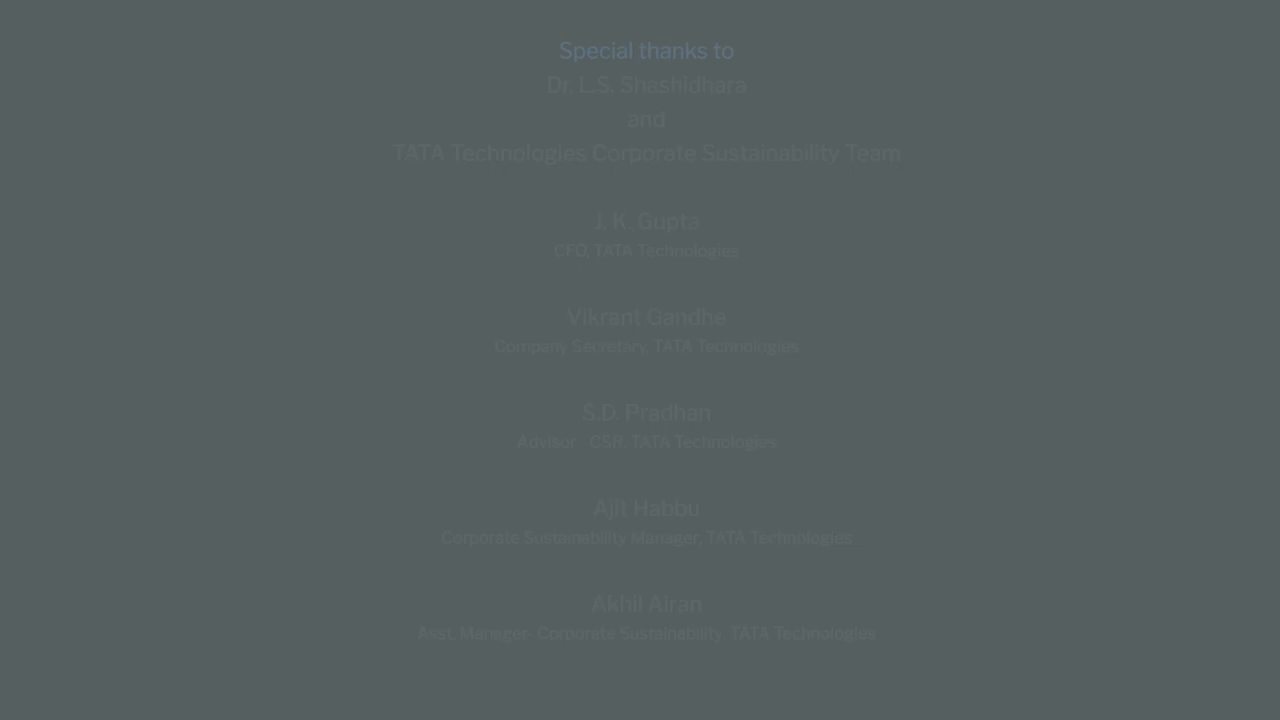 Special thanks to
Dr. L.S. Shashidhara
and
TATA Technologies Corporate Sustainability Team
J. K. Gupta
CFO, TATA Technologies
Vikrant Gandhe
Company Secretary, TATA Technologies
S.D. Pradhan
Advisor CSR, TATA Technologies
Ajit Habbu
Corporate Sustainability Manager, TATA Technologies
Akhil Airan
Asst. Manager- Corporate Sustainability, TATA Technologies